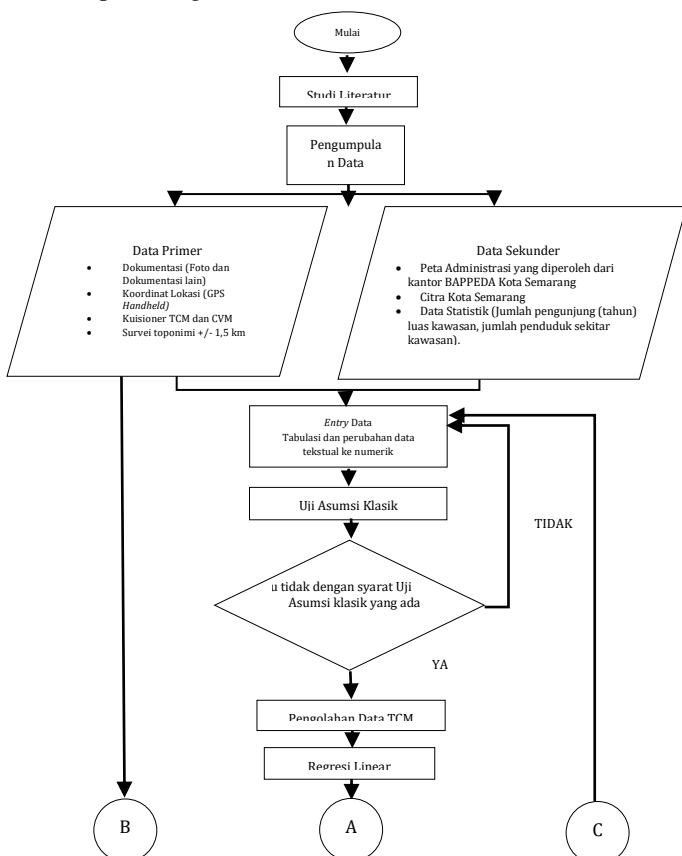 Mulai
Studi Literatur
Pengumpula
n Data
Data Primer
• Dokumentasi (Foto dan
Dokumentasi lain)
• Koordinat Lokasi (GPS
Handheld)
• Kuisioner TCM dan CVM
• Survei toponimi +/- 1,5 km
Data Sekunder
• Peta Administrasi yang diperoleh dari
kantor BAPPEDA Kota Semarang
• Citra Kota Semarang
• Data Statistik (Jumlah pengunjung (tahun)
luas kawasan, jumlah penduduk sekitar
kawasan).
Entry Data
Tabulasi dan perubahan data
tekstual ke numerik
Uji Asumsi Klasik
TIDAK
u tidak dengan syarat Uji
Asumsi klasik yang ada
YA
Pengolahan Data TCM
Regresi Linear
B
A
C